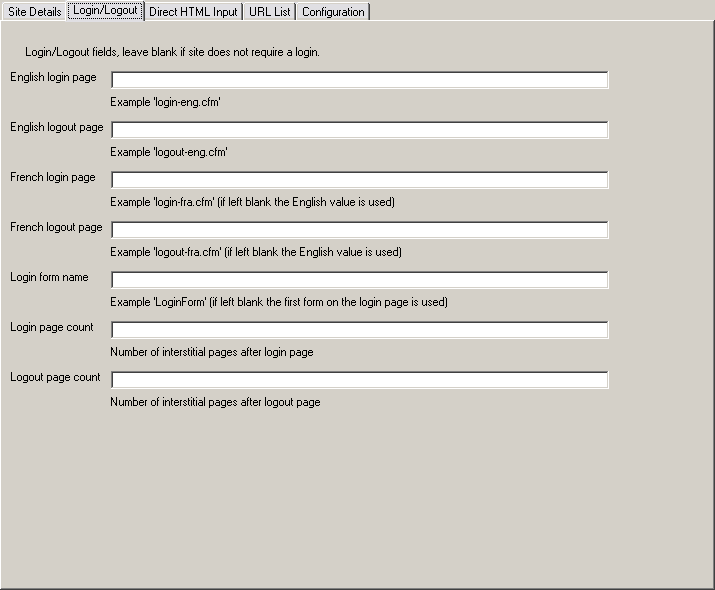 Site Details Login/Logout Direct HTML Input URL List Configuration
Login/Logout fields, leave blank if site does not require a login.
English login page
Example 'login-eng.cfm'
English logout page
Example 'logout-eng.cfm'
French login page
Example 'login-fra.cfm' (if left blank the English value is used)
French logout page
Example 'logout-fra.cfm' (if left blank the English value is used)
Login form name
Example 'LoginForm' (if left blank the first form on the login page is used)
Login page count
Number of interstitial pages after login page
Logout page count
Number of interstitial pages after logout page